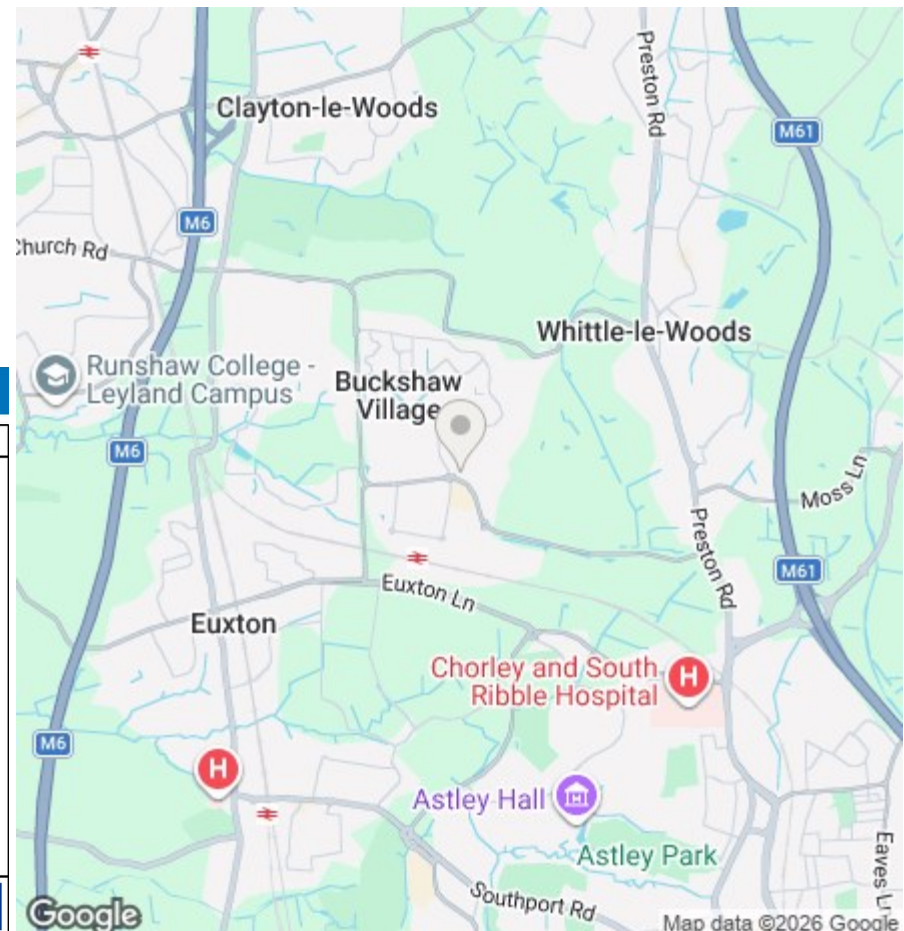 Clayton-le-Woods
Preston Rd
M61
M6
Church Rd
Whittle-le-Woods
Runshaw College -
Leyland Campus
Buckshaw
Village
M6
Moss Ln
Preston Rd
M61
Euxton Ln
Euxton
Chorley and South
Ribble Hospital
H
M6
H
Astley Hall
Astley Park
Eaves Ln
Southport Rd
Google
Map data ©2026 Google